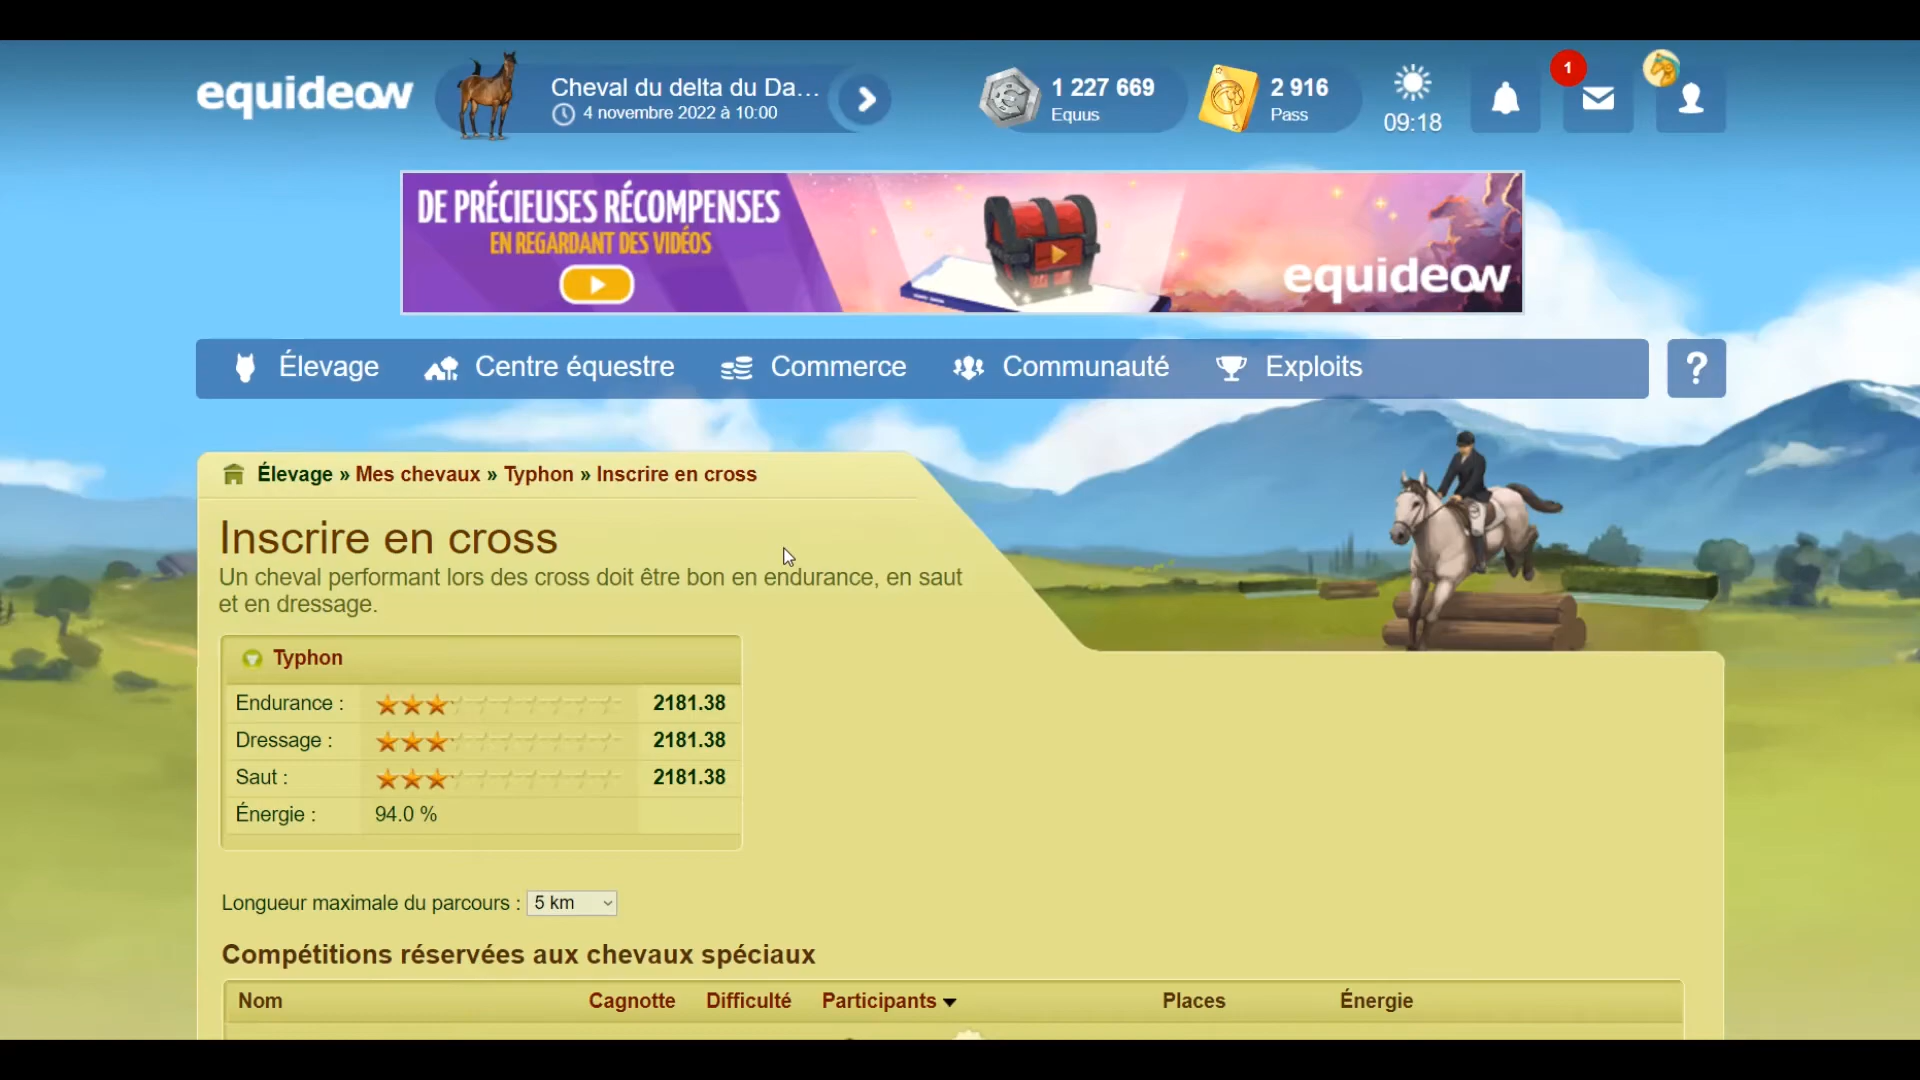 equideow
Cheval du delta du Da...
4 novembre 2022 à 10:00
1 227 669
Equus
2 916
Pass
09:18
1
DE PRÉCIEUSES RÉCOMPENSES
EN REGARDANT DES VIDÉOS
equideow
Élevage
Centre équestre
Commerce
Communauté
Exploits
?
Élevage » Mes chevaux » Typhon » Inscrire en cross
Inscrire en cross
Un cheval performant lors des cross doit être bon en endurance, en saut
et en dressage.
Typhon
Endurance : 2181.38
Dressage : 2181.38
Saut : 2181.38
Énergie : 94.0 %
Longueur maximale du parcours : 5 km
Compétitions réservées aux chevaux spéciaux
Nom Cagnotte Difficulté Participants Places Énergie